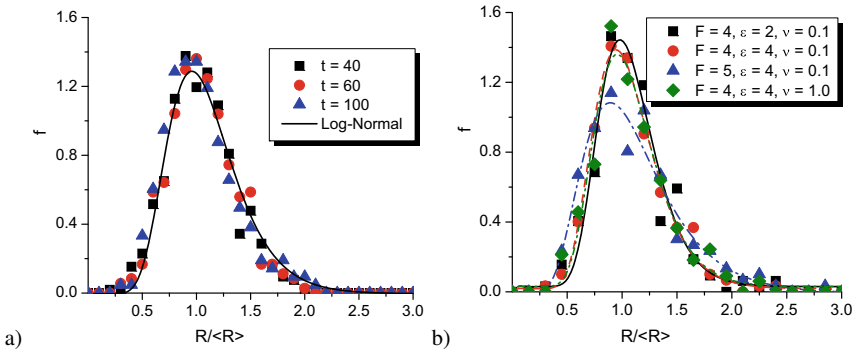 1.6
1.2
0.8
0.4
0.0
f
t = 40
t = 60
t = 100
Log-Normal
0.5 1.0 1.5 2.0 2.5 3.0
R/<R>
a)
1.6
1.2
0.8
0.4
0.0
f
F = 4, ε = 2, ν = 0.1
F = 4, ε = 4, ν = 0.1
F = 5, ε = 4, ν = 0.1
F = 4, ε = 4, ν = 1.0
0.5 1.0 1.5 2.0 2.5 3.0
R/<R>
b)